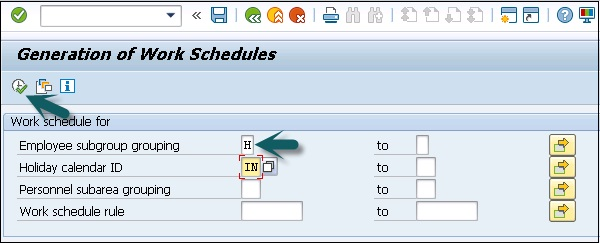 Generation of Work Schedules
Work schedule for
Employee subgroup grouping H to
Holiday calendar ID IN to
Personnel subarea grouping to
Work schedule rule to